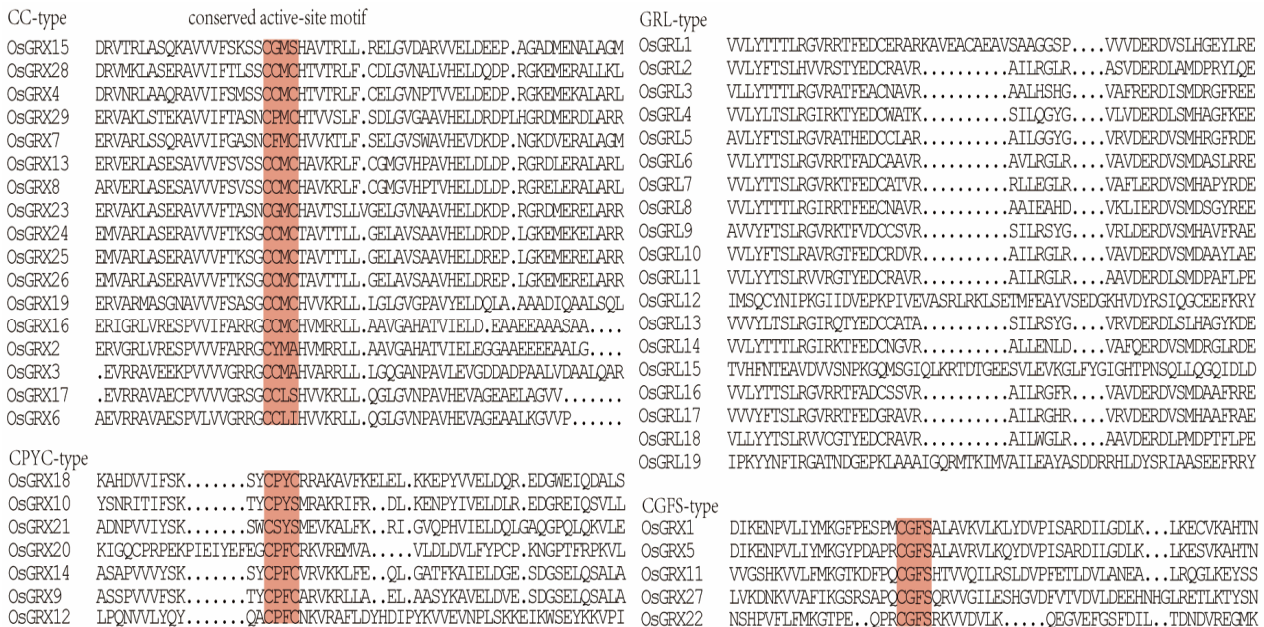 CC-type conserved active-site motif
OsGRX15 DRVTRLASQKAVVVFSKSSCGMSHAVTRLL.RELGVDARVVELDEEP.AGADMENALAGM
OsGRX28 DRVMKLASERAVVIFTLSSCCMCHTVTRLF.CDLGVNALVHELDQDP.RGKEMERALLKL
OsGRX4 DRVNRLAAQRAVVIFSMSSCCMCHTVTRLF.CELGVNPTVVELDEDP.RGKEMEKALARL
OsGRX29 ERVAKLSTEKAVVIFTASNCPMCHTVVSLF.SDLGVGAAVHELDRDPLHGRDMERDLARR
OsGRX7 ERVARLSSQRAVVIFGASNCFMCHVVKTLF.SELGVSWAVHEVDKDP.NGKDVERALAGM
OsGRX13 ERVERLASESAVVVFSVSSCCMCHAVKRLF.CGMGVHPAVHELDLDP.RGRDLERALARL
OsGRX8 ARVERLASESAVVVFSVSSCCMCHAVKRLF.CGMGVHPTVHELDLDP.RGRELERALARL
OsGRX23 ERVAKLASERAVVVFTASNCGMCHAVTSLLVGELGVNAAVHELDKDP.RGRDMERELARR
OsGRX24 EMVARLASERAVVVFTKSGCCMCTAVTTLL.GELAVSAAVHELDRDP.LGKEMEKELARR
OsGRX25 EMVARLASERAVVVFTKSGCCMCTAVTTLL.GELAVSAAVHELDREP.LGKEMERELARR
OsGRX26 EMVARLASERAVVVFTKSGCCMCTAVTTLL.GELAVSAAVHELDREP.LGKEMERELARR
OsGRX19 ERVARMASGNAVVVFSASGCCMCHVVKRLL.LGLGVGPAVYELDQLA.AAADIQAALSQL
OsGRX16 ERIGRLVRESPVVIFARRGCCMCHVMRRLL.AAVGAHATVIELD.EAAEEAAASAA....
OsGRX2 ERVGRLVRESPVVVFARRGCYMAHVMRRLL.AAVGAHATVIELEGGAAEEEEAALG....
OsGRX3 .EVRRAVEEKPVVVVGRRGCCMAHVARRLL.LGQGANPAVLEVGDDADPAALVDAALQAR
OsGRX17 .EVRRAVAECPVVVVGRSGCCLSHVVKRLL.QGLGVNPAVHEVAGEAELAGVV.......
OsGRX6 AEVRRAVAESPVLVVGRRGCCLIHVVKRLL.QGLGVNPAVHEVAGEAALKGVVP......
CPYC-type
OsGRX18 KAHDVVIFSK.......SYCPYCRRAKAVFKELEL.KKEPYVVELDQR.EDGWEIQDALS
OsGRX10 YSNRITIFSK.......TYCPYSMRAKRIFR..DL.KENPYIVELDLR.EDGREIQSVLL
OsGRX21 ADNPVVIYSK.......SWCSYSMEVKALFK..RI.GVQPHVIELDQLGAQGPQLQKVLE
OsGRX20 KIGQCPRPEKPIEIYEFEGCPFCRKVREMVA.....VLDLDVLFYPCP.KNGPTFRPKVL
OsGRX14 ASAPVVVYSK.......SYCPFCVRVKKLFE..QL.GATFKAIELDGE.SDGSELQSALA
OsGRX9 ASSPVVVFSK.......TYCPFCARVKRLLA..EL.AASYKAVELDVE.SDGSELQSALA
OsGRX12 LPQNVVLYQY.......QACPFCNKVRAFLDYHDIPYKVVEVNPLSKKEIKWSEYKKVPI
GRL-type
OsGRL1 VVLYTTTLRGVRRTFEDCERARKAVEACAEAVSAAGGSP....VVVDERDVSLHGEYLRE
OsGRL2 VVLYFTSLHVVRSTYEDCRAVR..........AILRGLR....ASVDERDLAMDPRYLQE
OsGRL3 VLLYTTTLRGVRATFEACNAVR..........AALHSHG....VAFRERDISMDRGFREE
OsGRL4 VVLYLTSLRGIRKTYEDCWATK..........SILQGYG....VLVDERDLSMHAGFKEE
OsGRL5 AVLYFTSLRGVRATHEDCCLAR..........AILGGYG....VRVDERDVSMHRGFRDE
OsGRL6 VVLYTTSLRGVRRTFADCAAVR..........AVLRGLR....VAVDERDVSMDASLRRE
OsGRL7 VVLYTTSLRGVRKTFEDCATVR..........RLLEGLR....VAFLERDVSMHAPYRDE
OsGRL8 VVLYTTTLRGIRRTFEECNAVR..........AAIEAHD....VKLIERDVSMDSGYREE
OsGRL9 AVVYFTSLRGVRKTFVDCCSVR..........SILRSYG....VRLDERDVSMHAVFRAE
OsGRL10 VVLYFTSLRAVRGTFEDCRDVR..........AILRGLR....VAVDERDVSMDAAYLAE
OsGRL11 VVLYYTSLRVVRGTYEDCRAVR..........AILRGLR....AAVDERDLSMDPAFLPE
OsGRL12 IMSQCYNIPKGIIDVEPKPIVEVASRLRKLSETMFEAYVSEDGKHVDYRSIQGCEEFKRY
OsGRL13 VVVYLTSLRGIRQTYEDCCATA..........SILRSYG....VRVDERDLSLHAGYKDE
OsGRL14 VVLYTTTLRGIRKTFEDCNGVR..........ALLENLD....VAFQERDVSMDRGLRDE
OsGRL15 TVHFNTEAVDVVSNPKGQMSGIQLKRTDTGEESVLEVKGLFYGIGHTPNSQLLQGQIDLD
OsGRL16 VVLYTTSLRGVRRTFADCSSVR..........AILRGFR....VAVDERDVSMDAAFRRE
OsGRL17 VVVYFTSLRGVRRTFEDGRAVR..........AILRGHR....VRVDERDVSMHAAFRAE
OsGRL18 VLLYYTSLRVVCGTYEDCRAVR..........AILWGLR....AAVDERDLPMDPTFLPE
OsGRL19 IPKYYNFIRGATNDGEPKLAAAIGQRMTKIMVAILEAYASDDRRHLDYSRIAASEEFRRY
CGFS-type
OsGRX1 DIKENPVLIYMKGFPESPMCGFSALAVKVLKLYDVPISARDILGDLK...LKECVKAHTN
OsGRX5 DIKENPVLIYMKGYPDAPRCGFSALAVRVLKQYDVPISARDILGDLK...LKESVKAHTN
OsGRX11 VVGSHKVVLFMKGTKDFPQCGFSHTVVQILRSLDVPFETLDVLANEA...LRQGLKEYSS
OsGRX27 LVKDNKVVAFIKGSRSAPQCGFSQRVVGILESHGVDFVTVDVLDEEHNHGLRETLKTYSN
OsGRX22 NSHPVFLFMKGTPE..QPRCGFSRKVVDVLK.....QEGVEFGSFDIL..TDNDVREGMK